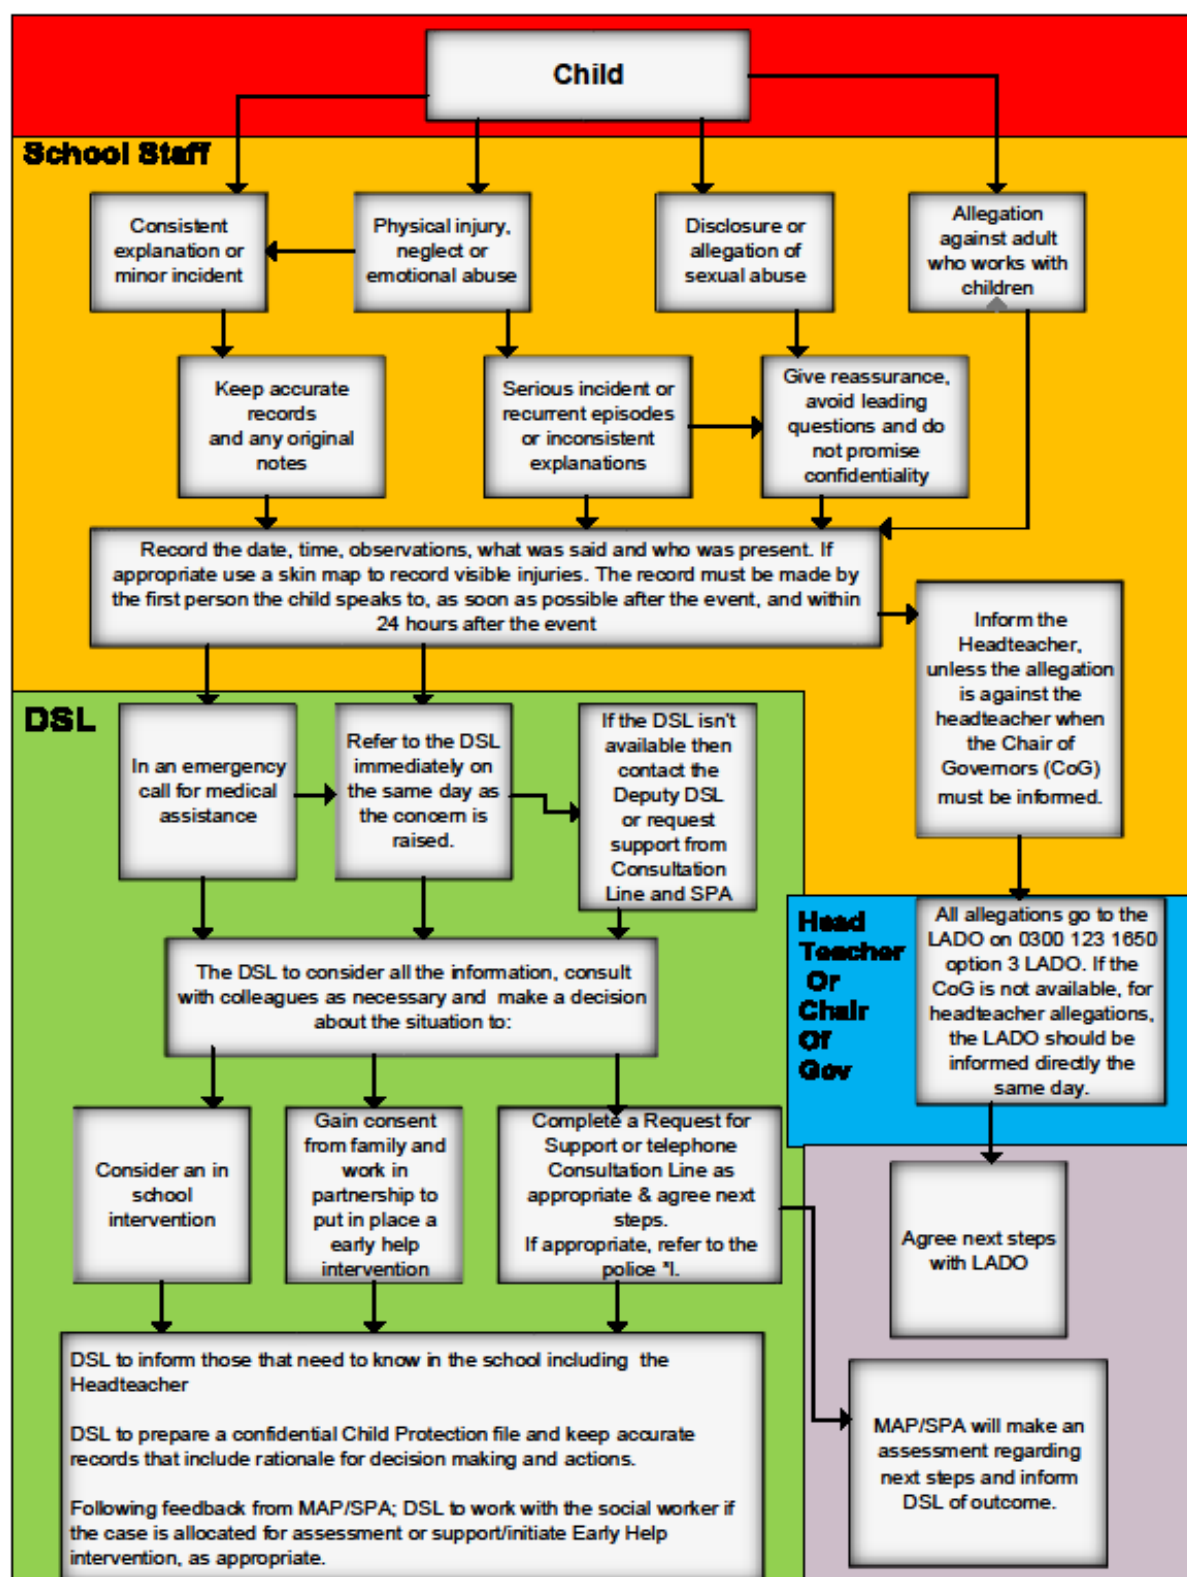 Child
School Staff
Consistent
explanation or
minor incident
Physical injury,
neglect or
emotional abuse
Disclosure or
allegation of
sexual abuse
Allegation
against adult
who works with
children
Keep accurate
records
and any original
notes
Serious incident or
recurrent episodes
or inconsistent
explanations
Give reassurance,
avoid leading
questions and do
not promise
confidentiality
Record the date, time, observations, what was said and who was present. If
appropriate use a skin map to record visible injuries. The record must be made by
the first person the child speaks to, as soon as possible after the event, and within
24 hours after the event
Inform the
Headteacher,
unless the allegation
is against the
headteacher when
the Chair of
Governors (CoG)
must be informed.
DSL
In an emergency
call for medical
assistance
Refer to the DSL
immediately on
the same day as
the concern is
raised.
If the DSL isn't
available then
contact the
Deputy DSL
or request
support from
Consultation
Line and SPA
Head
Teacher
Or
Chair
Of
Gov
All allegations go to the
LADO on 0300 123 1650
option 3 LADO. If the
CoG is not available, for
headteacher allegations,
the LADO should be
informed directly the
same day.
The DSL to consider all the information, consult
with colleagues as necessary and make a decision
about the situation to:
Consider an in
school
intervention
Gain consent
from family and
work in
partnership to
put in place a
early help
intervention
Complete a Request for
Support or telephone
Consultation Line as
appropriate & agree next
steps.
If appropriate, refer to the
police *I.
Agree next steps
with LADO
DSL to inform those that need to know in the school including the
Headteacher
DSL to prepare a confidential Child Protection file and keep accurate
records that include rationale for decision making and actions.
Following feedback from MAP/SPA; DSL to work with the social worker if
the case is allocated for assessment or support/initiate Early Help
intervention, as appropriate.
MAP/SPA will make an
assessment regarding
next steps and inform
DSL of outcome.